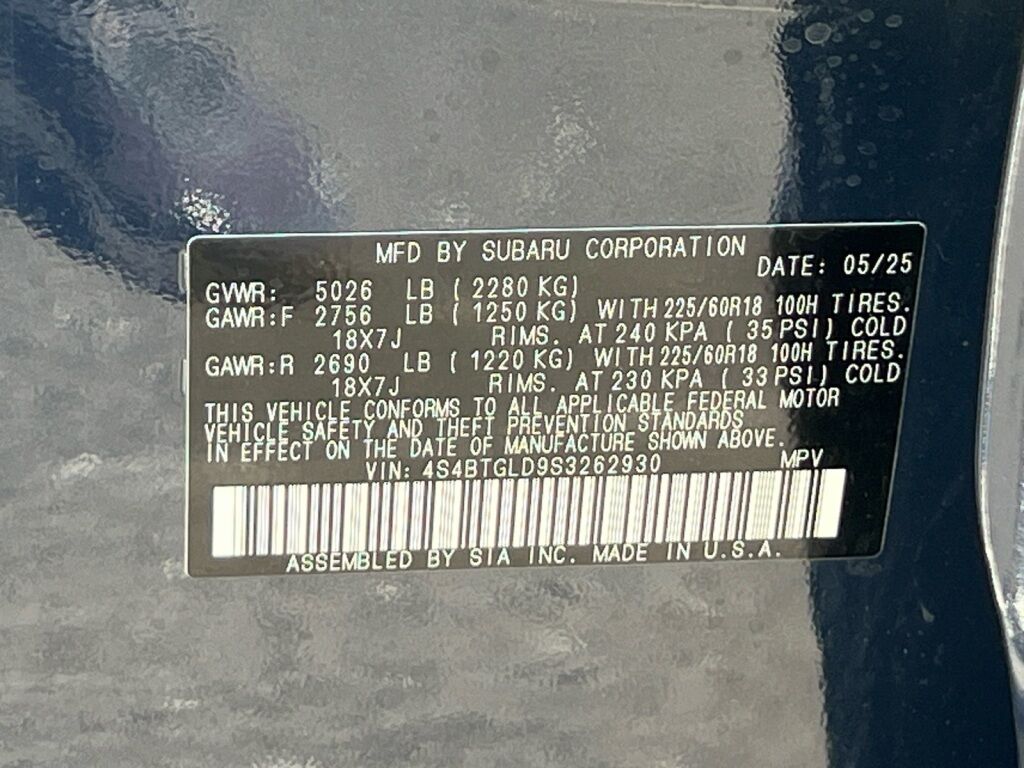 MFD BY SUBARU CORPORATION
DATE: 05/25
GVWR: 5026 LB ( 2280 KG)
GAWR:F 2756 LB ( 1250 KG) WITH 225/60R18 100H TIRES.
18X7J RIMS. AT 240 KPA ( 35 PSI) COLD
GAWR:R 2690 LB ( 1220 KG) WITH 225/60R18 100H TIRES.
18X7J RIMS. AT 230 KPA ( 33 PSI) COLD
THIS VEHICLE CONFORMS TO ALL APPLICABLE FEDERAL MOTOR
VEHICLE SAFETY AND THEFT PREVENTION STANDARDS
IN EFFECT ON THE DATE OF MANUFACTURE SHOWN ABOVE.
VIN: 4S4BTGLD9S3262930 MPV
ASSEMBLED BY SIA INC. MADE IN U.S.A.